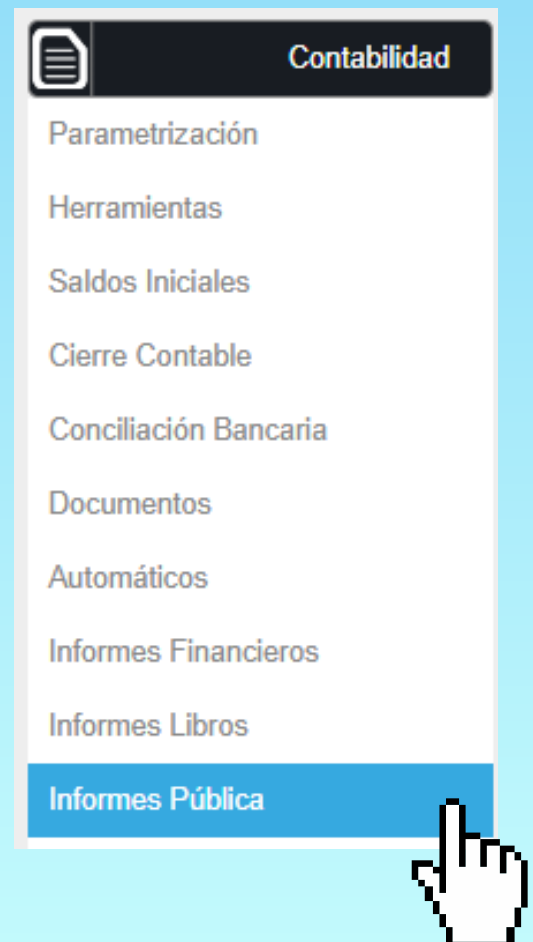 Contabilidad
Parametrización
Herramientas
Saldos Iniciales
Cierre Contable
Conciliación Bancaria
Documentos
Automáticos
Informes Financieros
Informes Libros
Informes Pública